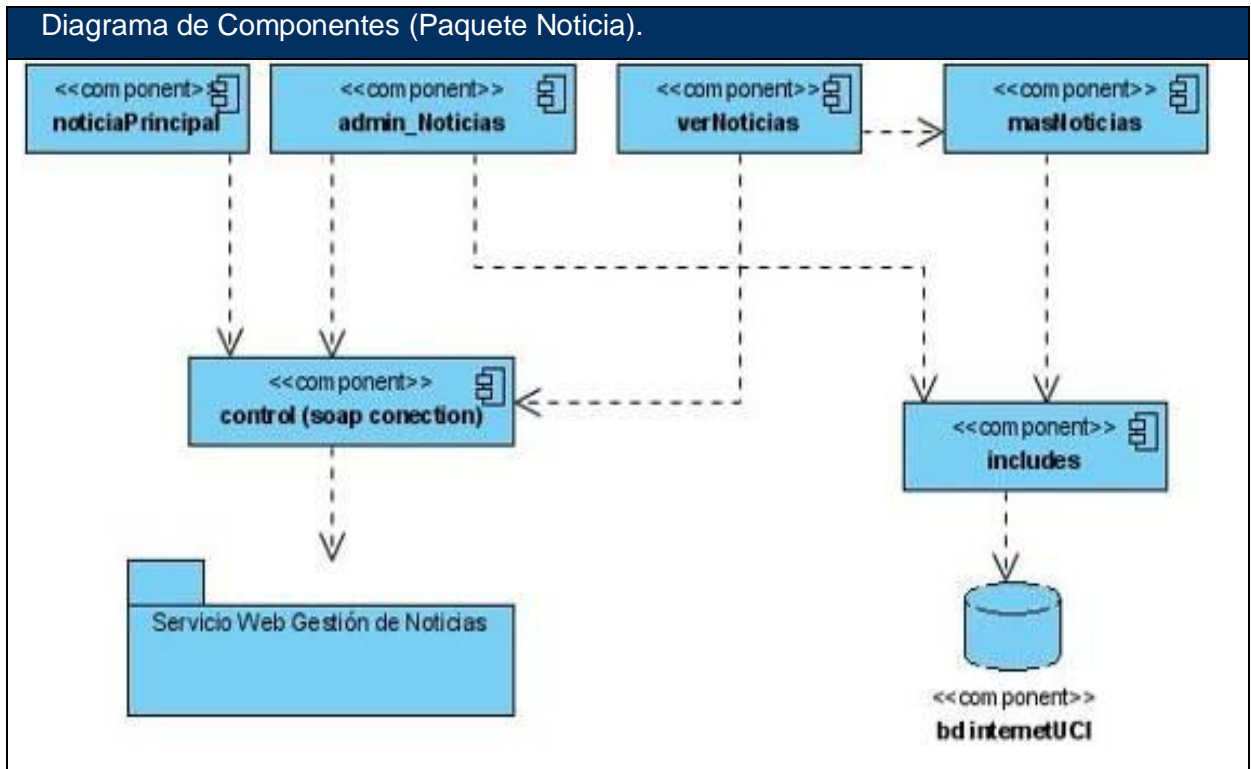 Diagrama de Componentes (Paquete Noticia).
<<component>>
noticiaPrincipal
<<component>>
admin_Noticias
<<component>>
verNoticias
<<component>>
masNoticias
<<component>>
control (soap conection)
<<component>>
includes
Servicio Web Gestión de Noticias
<<component>>
bd internetUCI